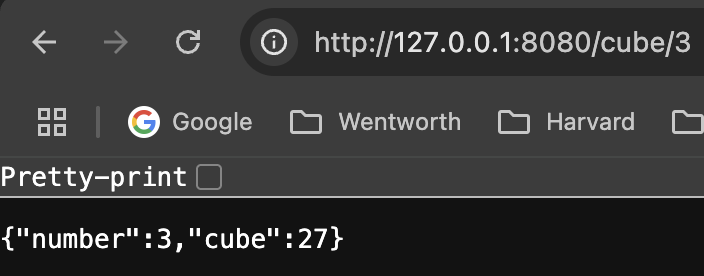 http://127.0.0.1:8080/cube/3
Google Wentworth Harvard
Pretty-print
{"number":3,"cube":27}